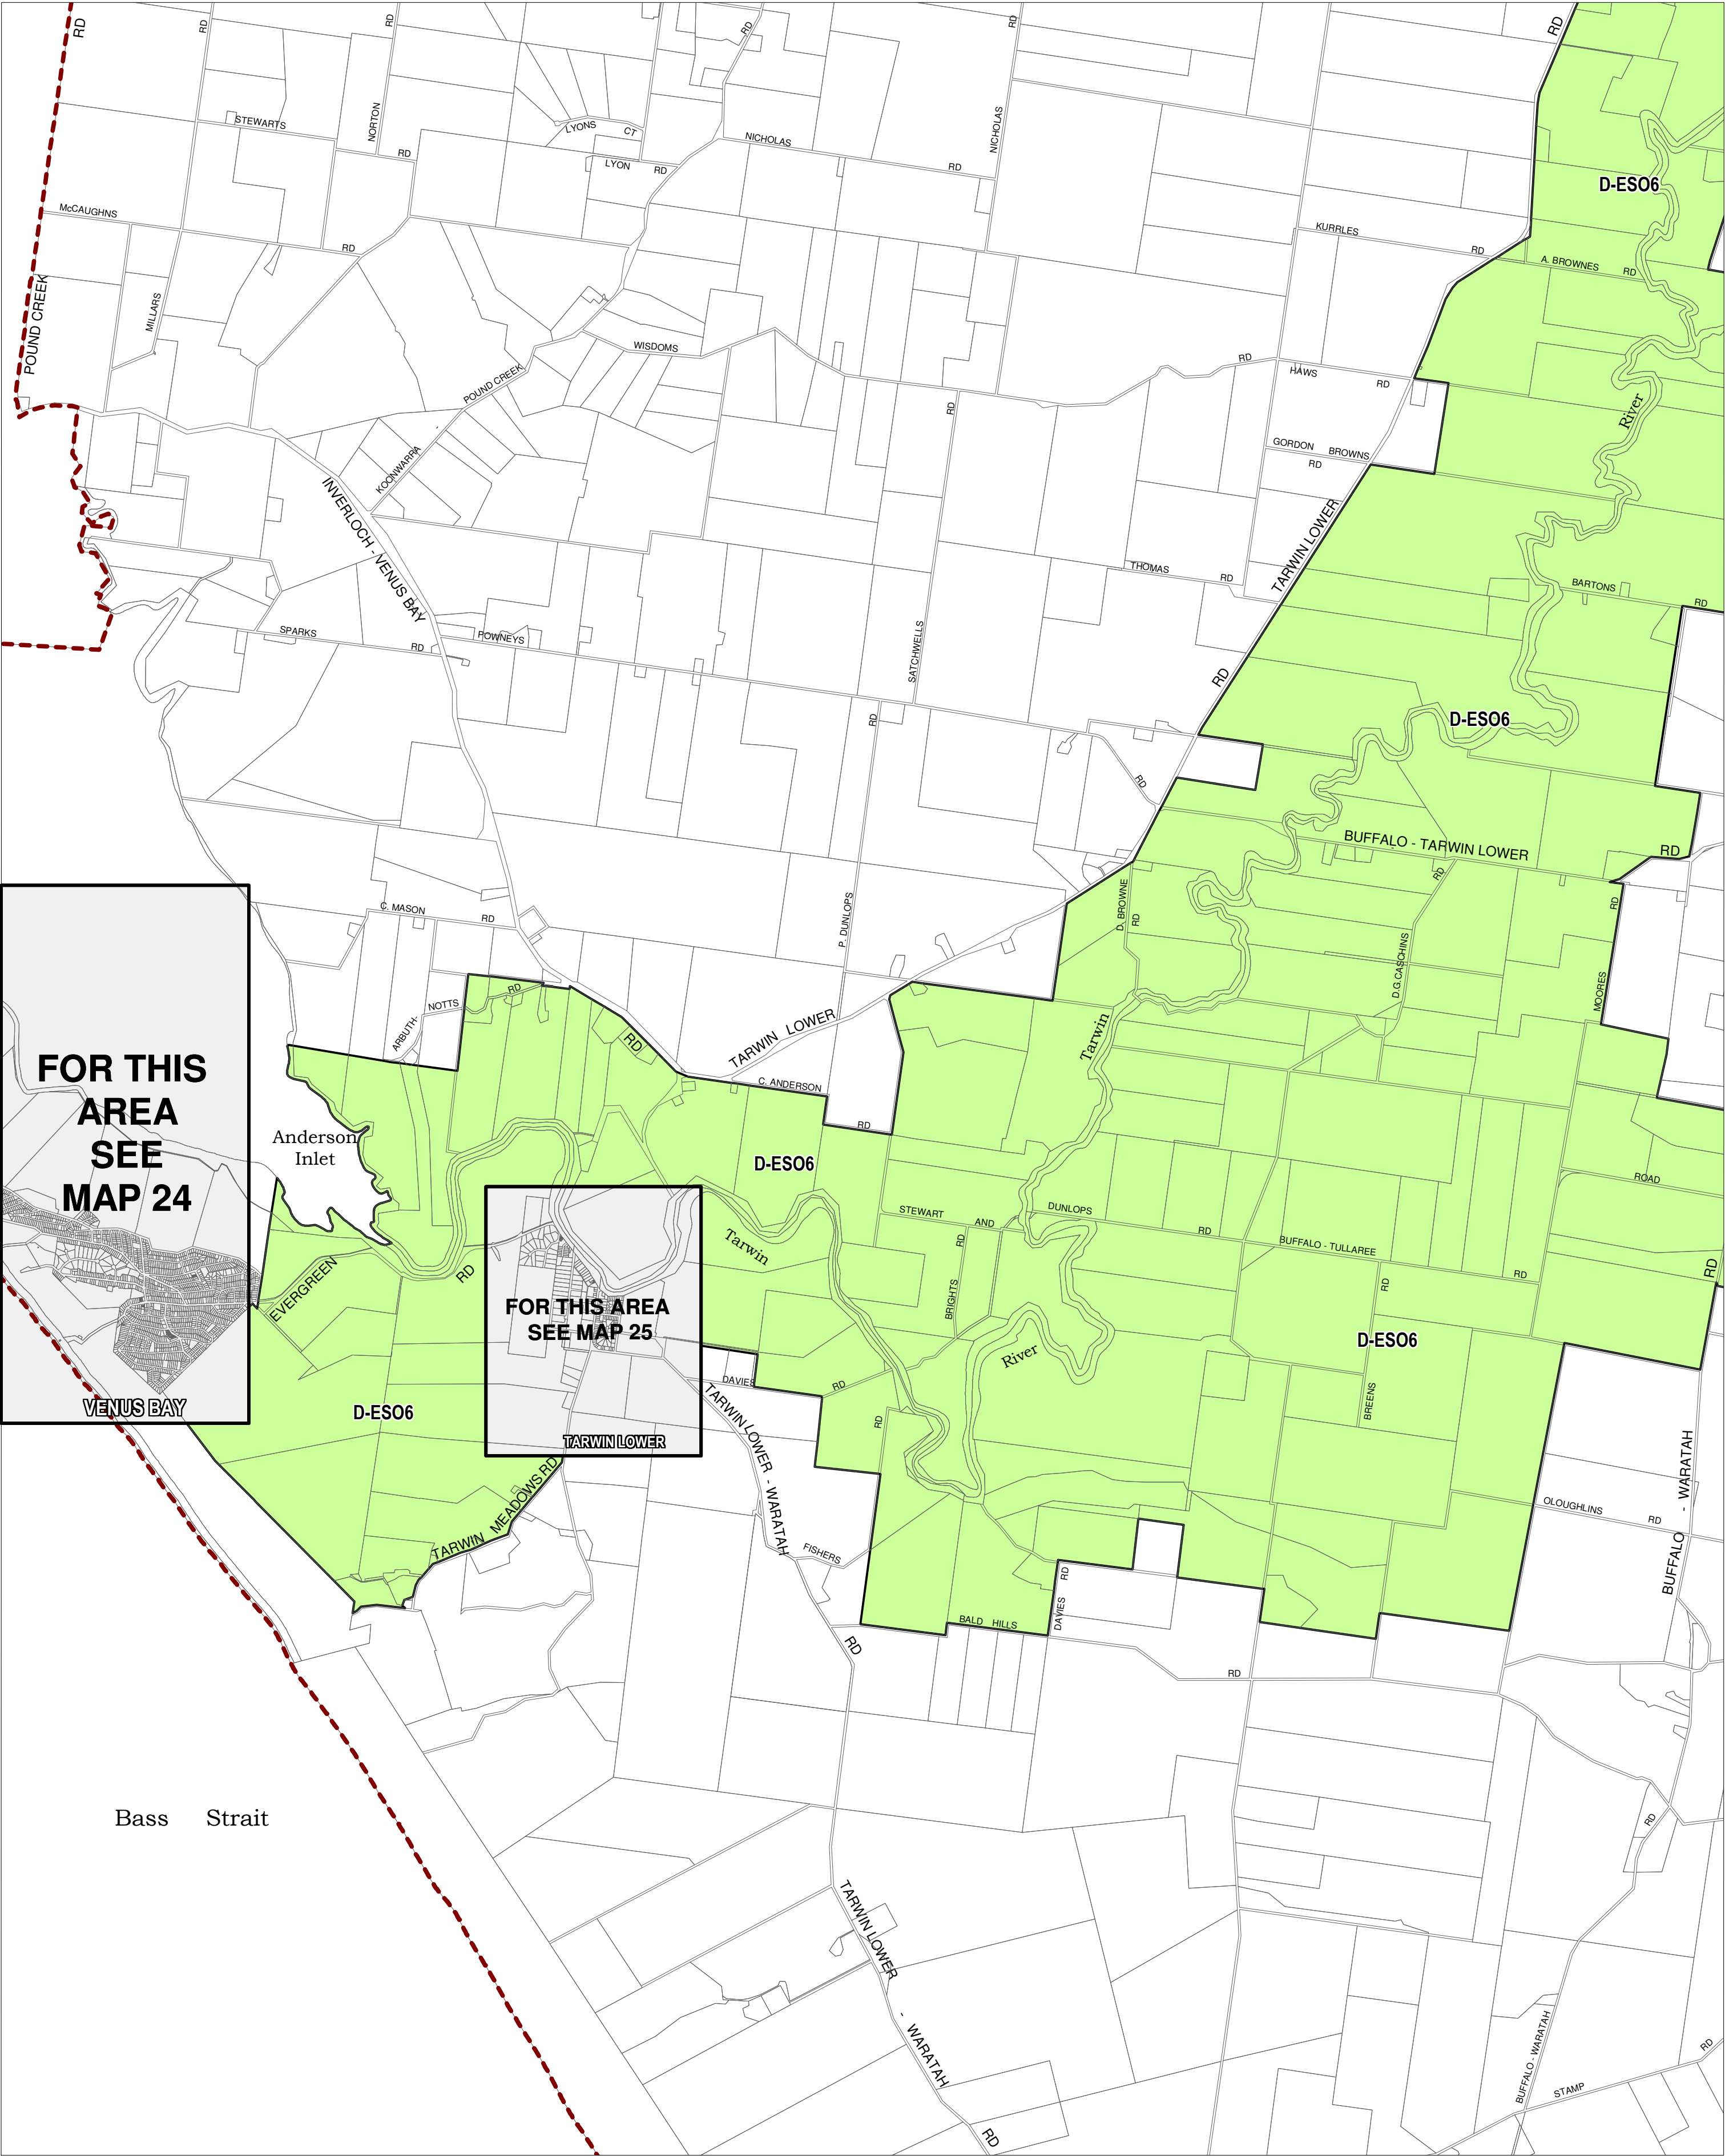 RD
RD
RD
RD
RD
RD
STEWARTS
NORTON
RD
LYONS CT
LYON RD
NICHOLAS
RD
NICHOLAS
D-ESO6
McCAUGHNS
RD
KURRLES
RD
A. BROWNES
RD
POUND CREEK
MILLARS
WISDOMS
RD
HAWS
RD
POUND CREEK
KOONWARRA
RD
River
GORDON BROWNS
RD
INVERLOCH - VENUS BAY
TARWIN LOWER
THOMAS
RD
BARTONS
RD
SPARKS
RD
POWNEYS
SATCHWELLS
RD
RD
D-ESO6
RD
BUFFALO - TARWIN LOWER
RD
RD
C. MASON
RD
P. DUNLOPS
D. BROWNE
RD
RD
D.G.CASCHINS
MOORES
RD
NOTTS
ARBUTH-
RD
TARWIN LOWER
Tarwin
C. ANDERSON
RD
FOR THIS
AREA
SEE
MAP 24
Anderson
Inlet
D-ESO6
ROAD
STEWART AND DUNLOPS
RD
BUFFALO - TULLAREE
RD
RD
Tarwin
RD
RD
EVERGREEN
RD
BRIGHTS
FOR THIS AREA
SEE MAP 25
River
D-ESO6
DAVIES
RD
BREENS
VENUS BAY
D-ESO6
TARWIN LOWER
TARWIN LOWER - WARATAH
RD
BUFFALO - WARATAH
TARWIN MEADOWS RD
OLOUGHLINS
RD
FISHERS
RD
DAVIES
BALD HILLS
RD
RD
Bass Strait
RD
TARWIN LOWER
- WARATAH
RD
BUFFALO - WARATAH
STAMP
RD